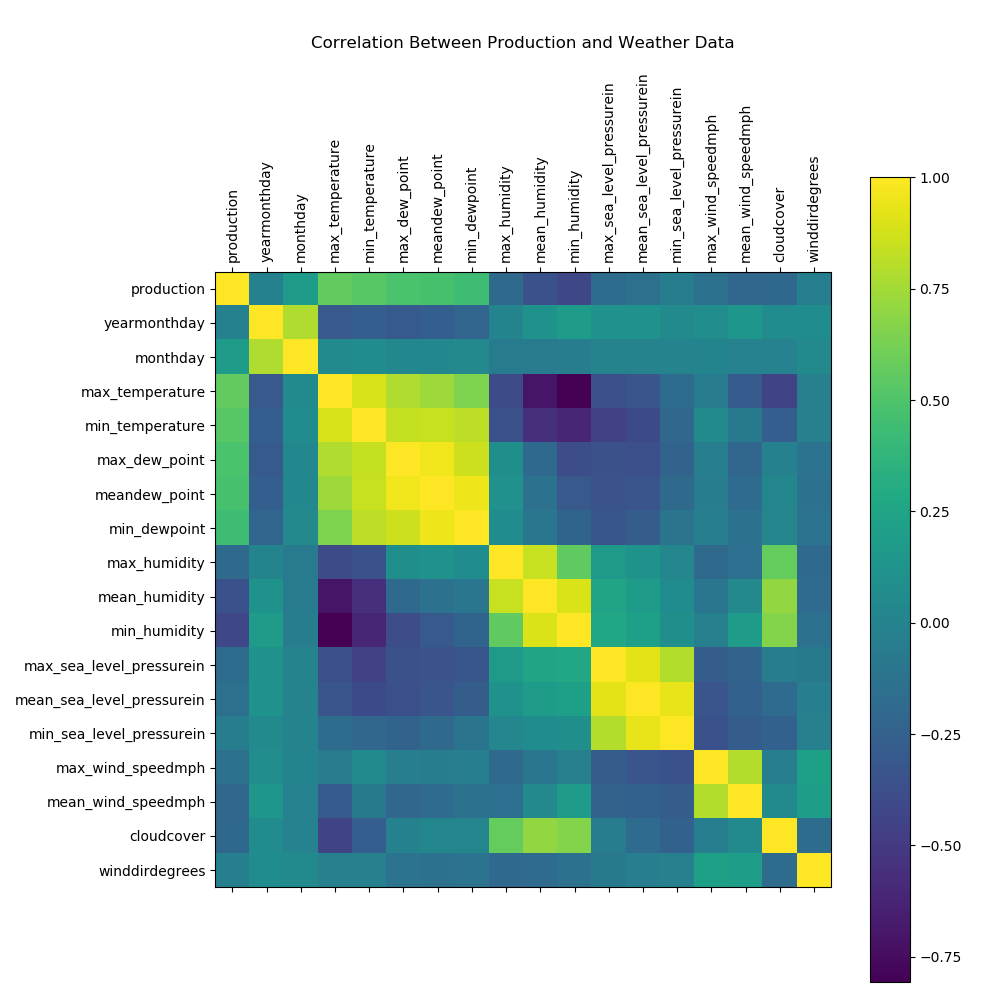 Correlation Between Production and Weather Data
production
yearmonthday
monthday
max_temperature
min_temperature
max_dew_point
meandew_point
min_dewpoint
max_humidity
mean_humidity
min_humidity
max_sea_level_pressurein
mean_sea_level_pressurein
min_sea_level_pressurein
max_wind_speedmph
mean_wind_speedmph
cloudcover
winddirdegrees
production
yearmonthday
monthday
max_temperature
min_temperature
max_dew_point
meandew_point
min_dewpoint
max_humidity
mean_humidity
min_humidity
max_sea_level_pressurein
mean_sea_level_pressurein
min_sea_level_pressurein
max_wind_speedmph
mean_wind_speedmph
cloudcover
winddirdegrees
1.00
0.75
0.50
0.25
0.00
−0.25
−0.50
−0.75